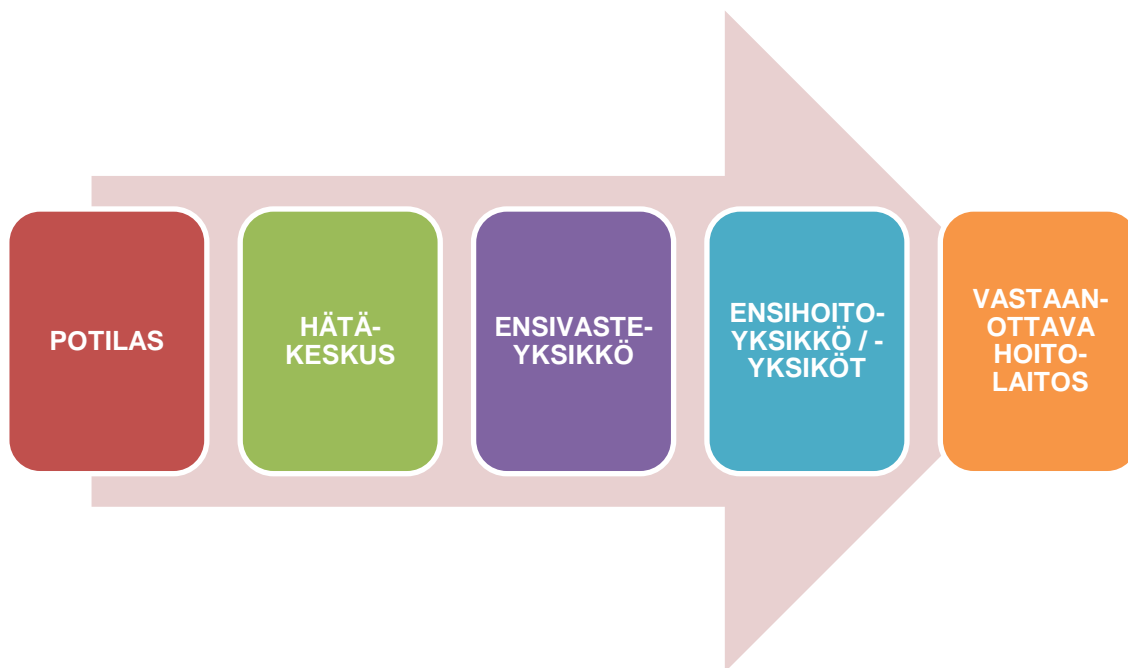 POTILAS
HÄTÄ-
KESKUS
ENSIVASTE-
YKSIKKÖ
ENSIHOITO-
YKSIKKÖ / -
YKSIKÖT
VASTAAN-
OTTAVA
HOITO-
LAITOS